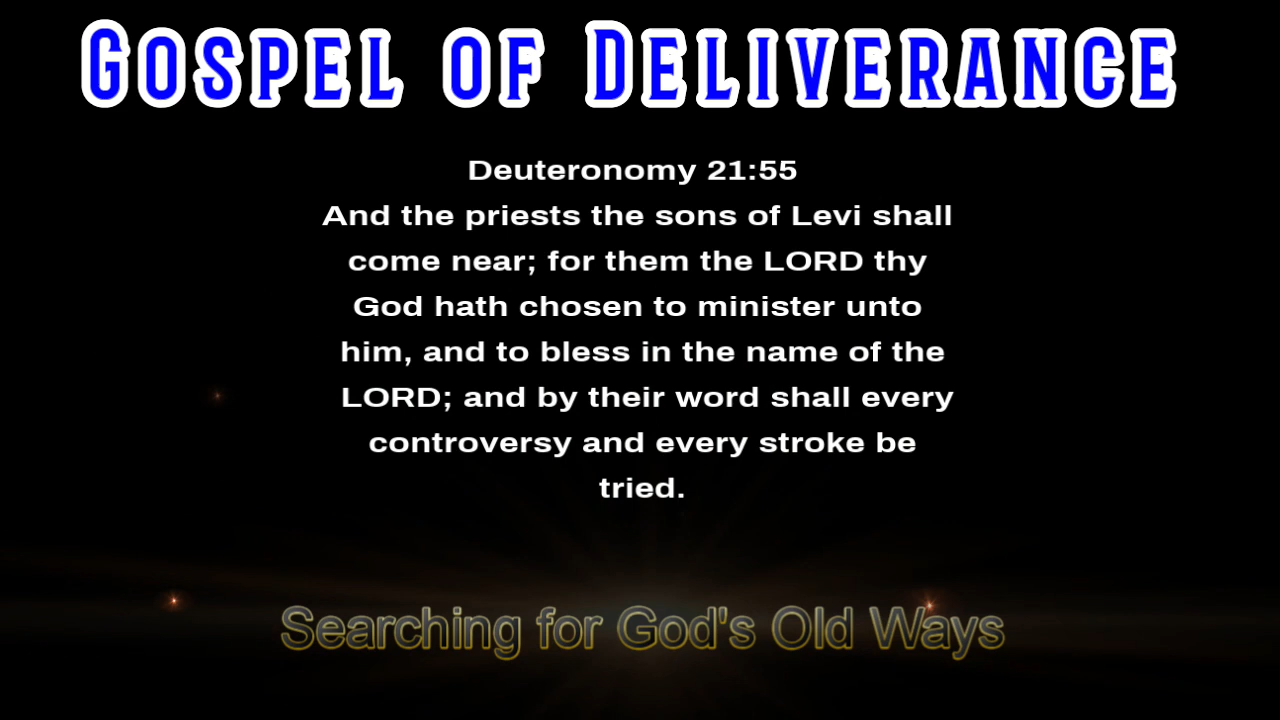 Gospel of Deliverance
Deuteronomy 21:55
And the priests the sons of Levi shall
come near; for them the LORD thy
God hath chosen to minister unto
him, and to bless in the name of the
LORD; and by their word shall every
controversy and every stroke be
tried.
Searching for God's Old Ways